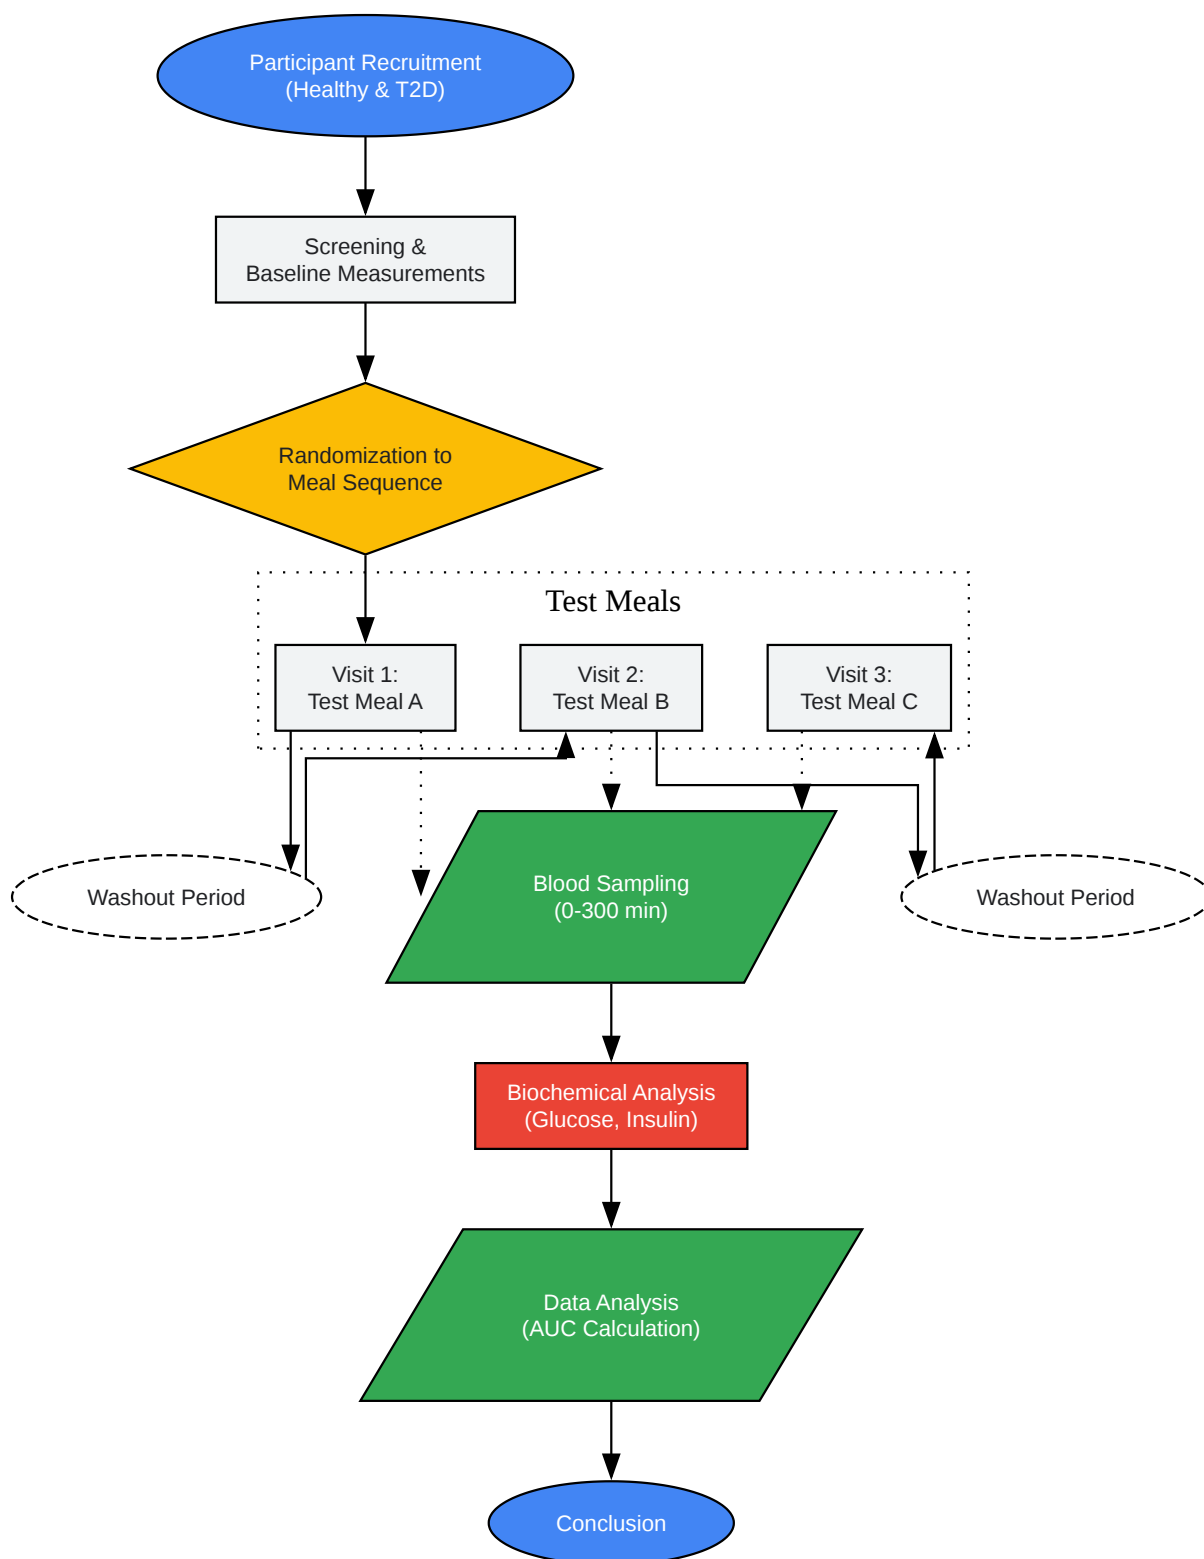 Participant Recruitment
(Healthy & T2D)
Screening &
Baseline Measurements
Randomization to
Meal Sequence
Test Meals
Visit 1:
Test Meal A
Visit 2:
Test Meal B
Visit 3:
Test Meal C
Washout Period
Blood Sampling
(0-300 min)
Washout Period
Biochemical Analysis
(Glucose, Insulin)
Data Analysis
(AUC Calculation)
Conclusion